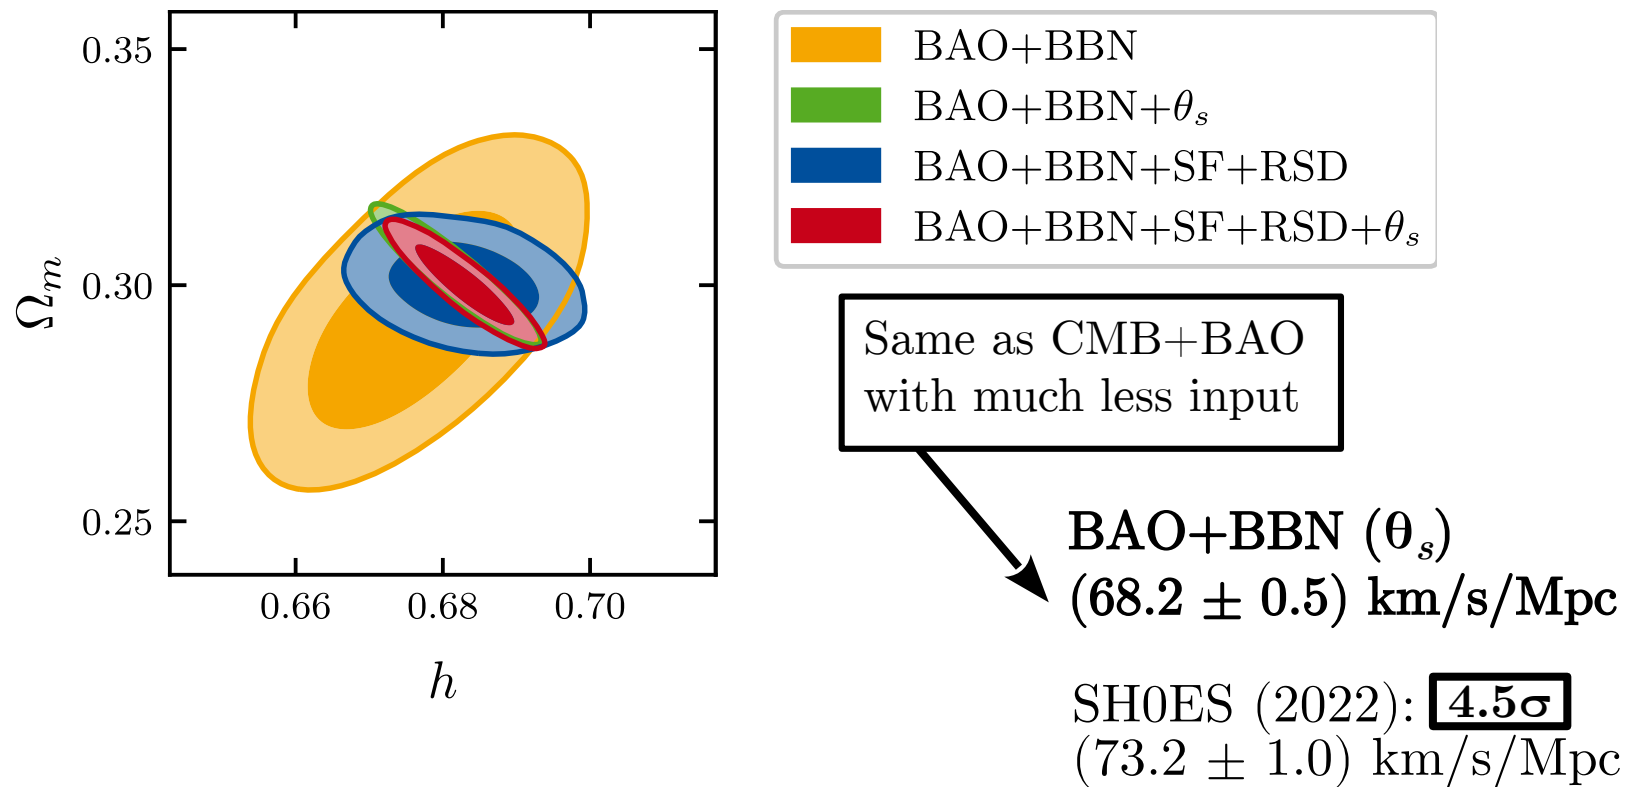 0.35
0.30
0.25
Ωm
0.66 0.68 0.70
h
BAO+BBN
BAO+BBN+θs
BAO+BBN+SF+RSD
BAO+BBN+SF+RSD+θs
Same as CMB+BAO
with much less input
BAO+BBN (θs)
(68.2 ± 0.5) km/s/Mpc
SH0ES (2022): 4.5σ
(73.2 ± 1.0) km/s/Mpc